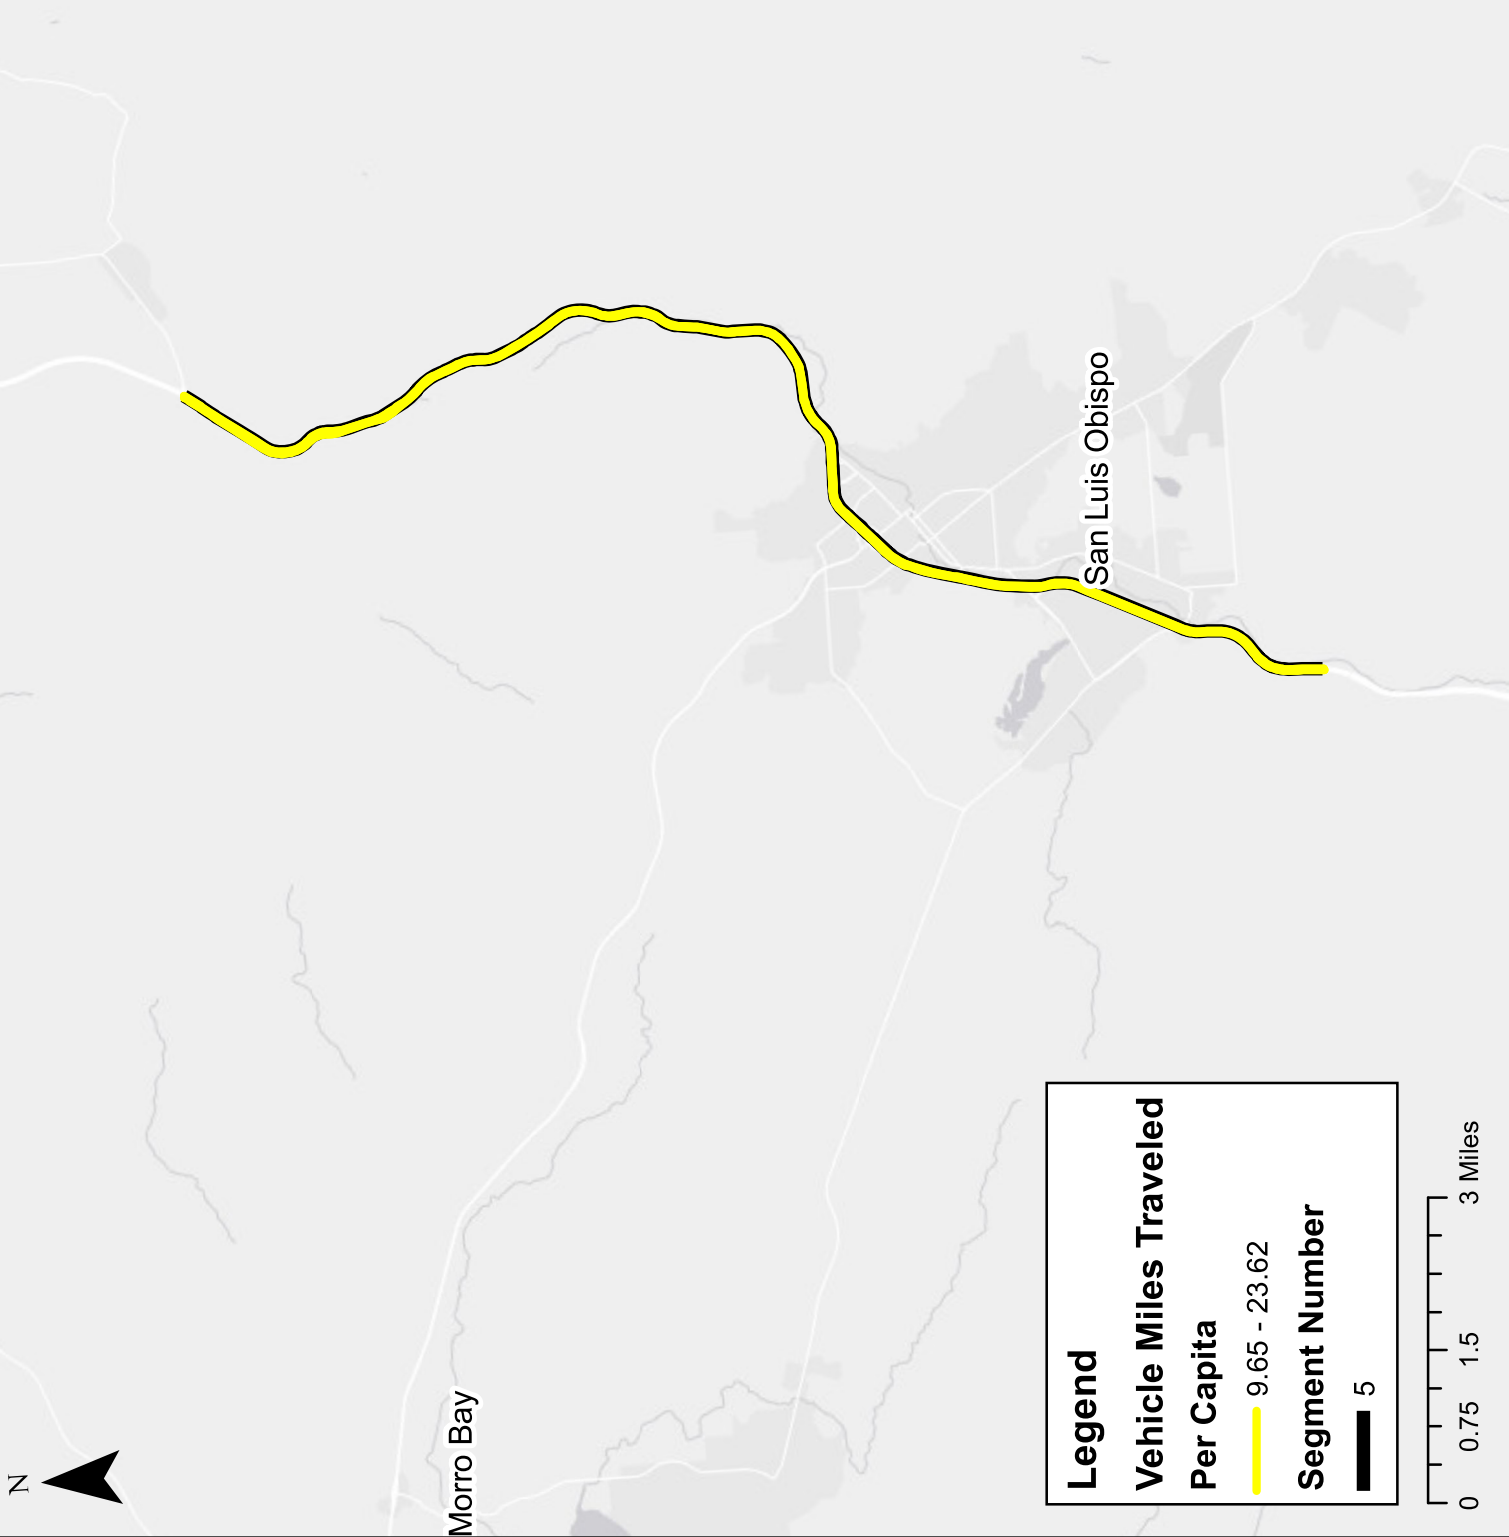 N
San Luis Obispo
Morro Bay
Legend
Vehicle Miles Traveled
Per Capita
9.65 - 23.62
Segment Number
5
0 0.75 1.5 3 Miles